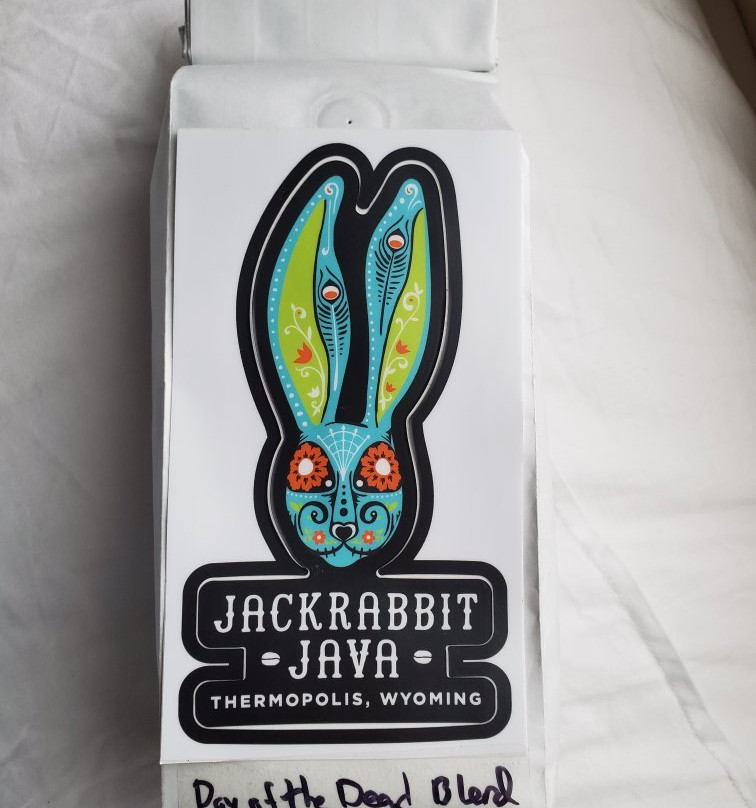 JACKRABBIT
JAVA
THERMOPOLIS, WYOMING
Day of the Dead Blend